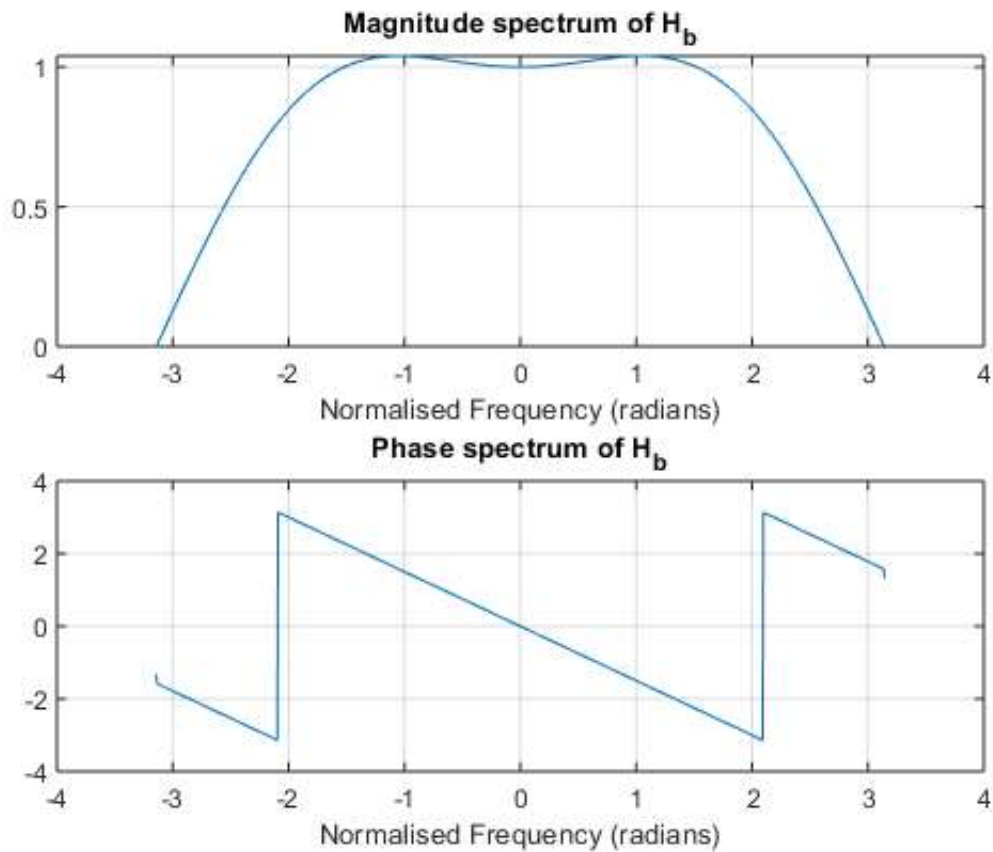 Magnitude spectrum of H_b
1
0.5
0
-4 -3 -2 -1 0 1 2 3 4
Normalised Frequency (radians)
Phase spectrum of H_b
4
2
0
-2
-4
-4 -3 -2 -1 0 1 2 3 4
Normalised Frequency (radians)